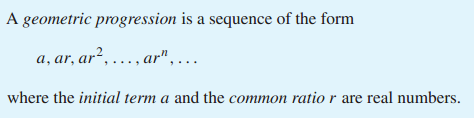 A geometric progression is a sequence of the form
a, ar, ar², . . . , arⁿ, . . .
where the initial term a and the common ratio r are real numbers.